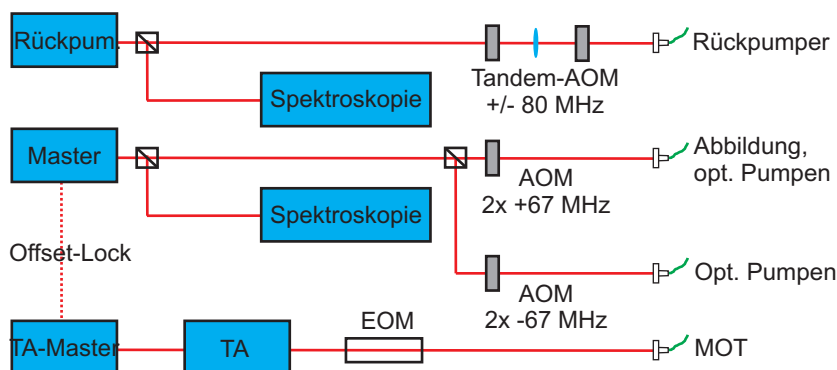 Rückpum.
Rückpumper
Tandem-AOM
+/- 80 MHz
Spektroskopie
Master
Abbildung,
opt. Pumpen
AOM
2x +67 MHz
Spektroskopie
Offset-Lock
Opt. Pumpen
AOM
2x -67 MHz
EOM
TA-Master
TA
MOT